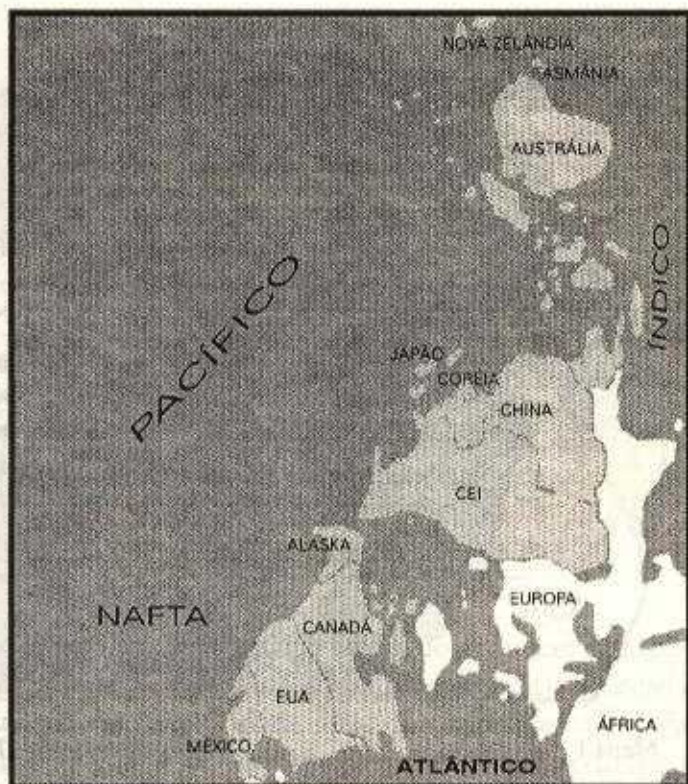 NOVA ZELÂNDIA
TASMÂNIA
AUSTRÁLIA
ÍNDICO
PACÍFICO
JAPÃO
CORÉIA
CHINA
CEI
ALASKA
EUROPA
NAFTA
CANADÁ
EUA
ÁFRICA
MÉXICO
ATLÂNTICO